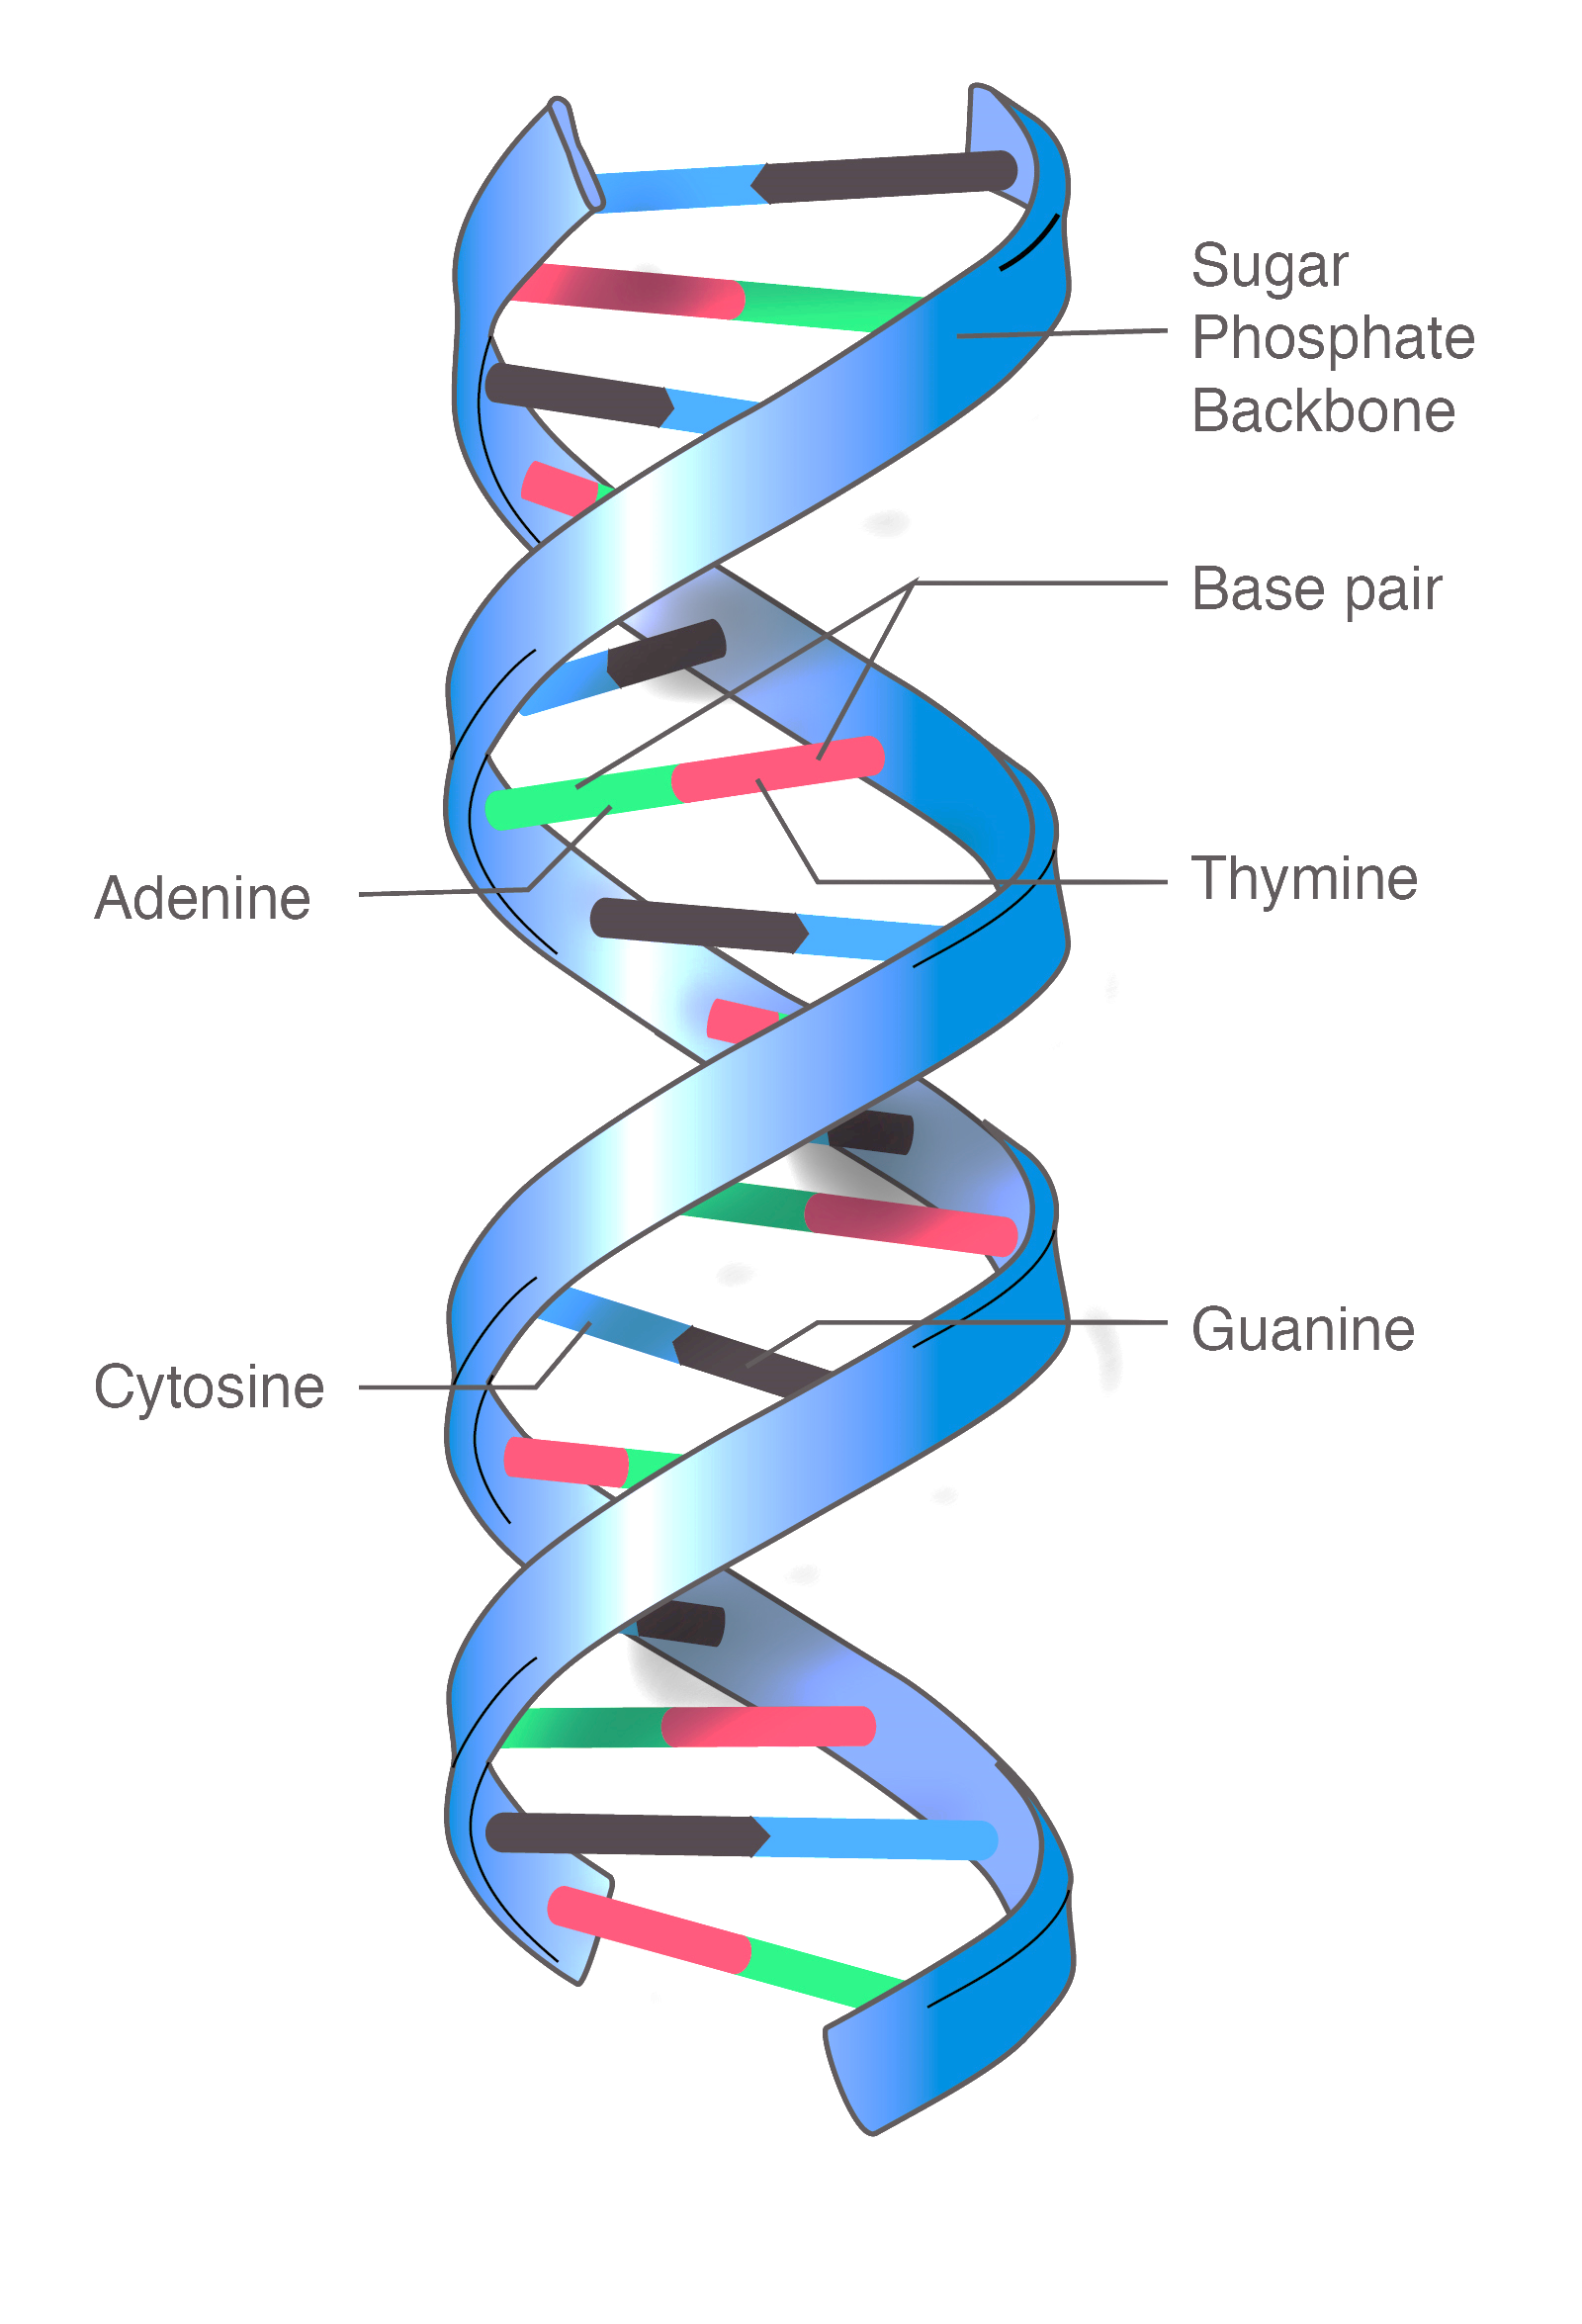 Sugar
Phosphate
Backbone
Base pair
Thymine
Adenine
Guanine
Cytosine